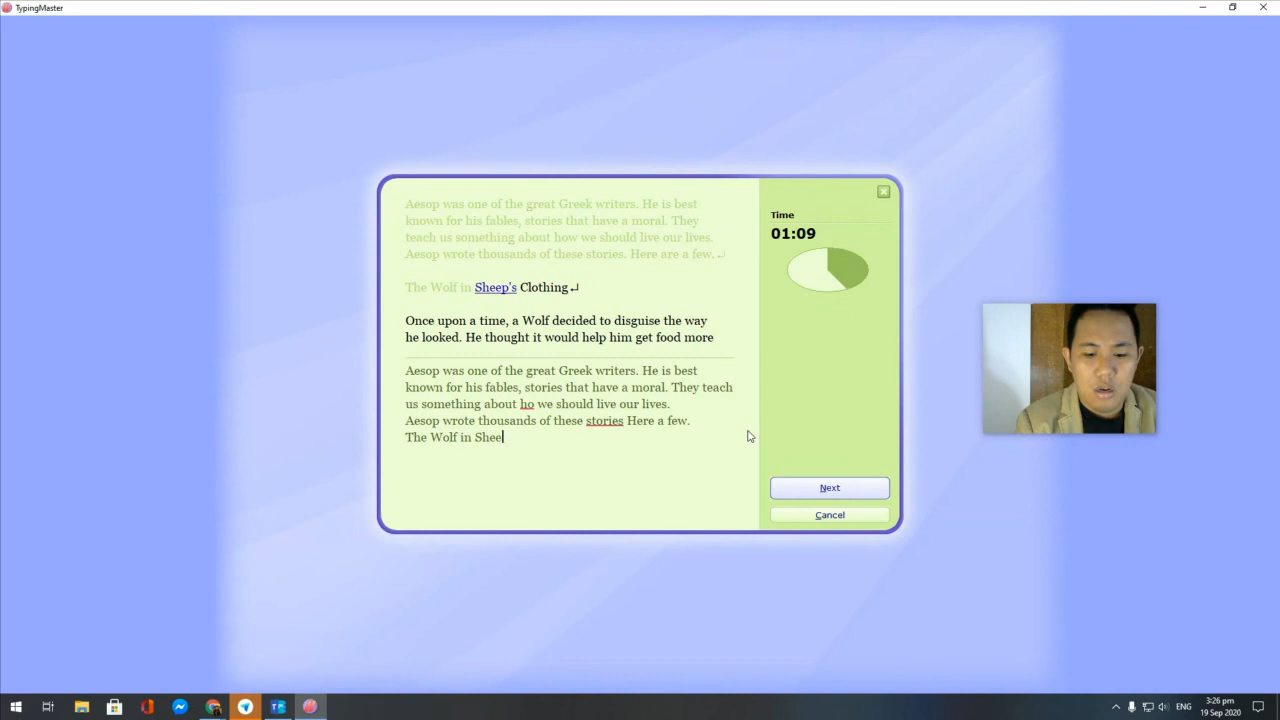 TypingMaster
Aesop was one of the great Greek writers. He is best
known for his fables, stories that have a moral. They
teach us something about how we should live our lives.
Aesop wrote thousands of these stories. Here are a few.↵
The Wolf in Sheep's Clothing↵
Once upon a time, a Wolf decided to disguise the way
he looked. He thought it would help him get food more
Aesop was one of the great Greek writers. He is best
known for his fables, stories that have a moral. They teach
us something about ho we should live our lives.
Aesop wrote thousands of these stories Here a few.
The Wolf in Shee
Time
01:09
Next
Cancel
ENG
3:26 pm
19 Sep 2020